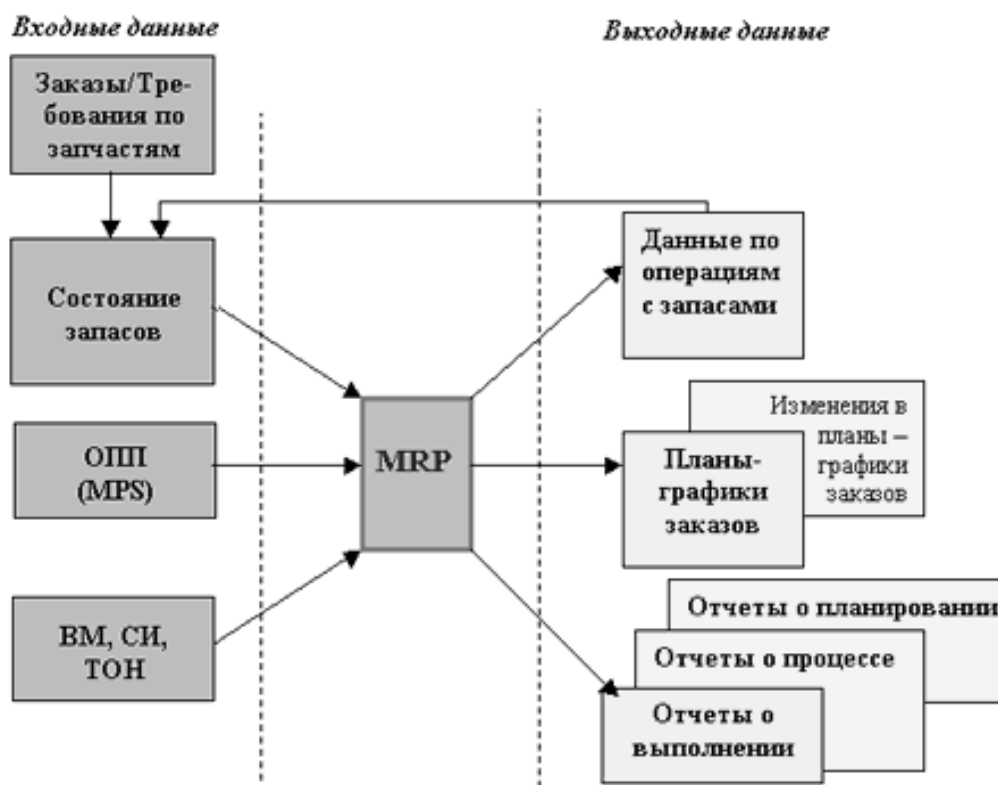 Входные данные
Выходные данные
Заказы/Тре-
бования по
запчастям
Состояние
запасов
ОПП
(MPS)
ВМ, СИ,
ТОН
MRP
Данные по
операциям
с запасами
Изменения в
планы –
графики
заказов
Планы-
графики
заказов
Отчеты о планировании
Отчеты о процессе
Отчеты о
выполнении